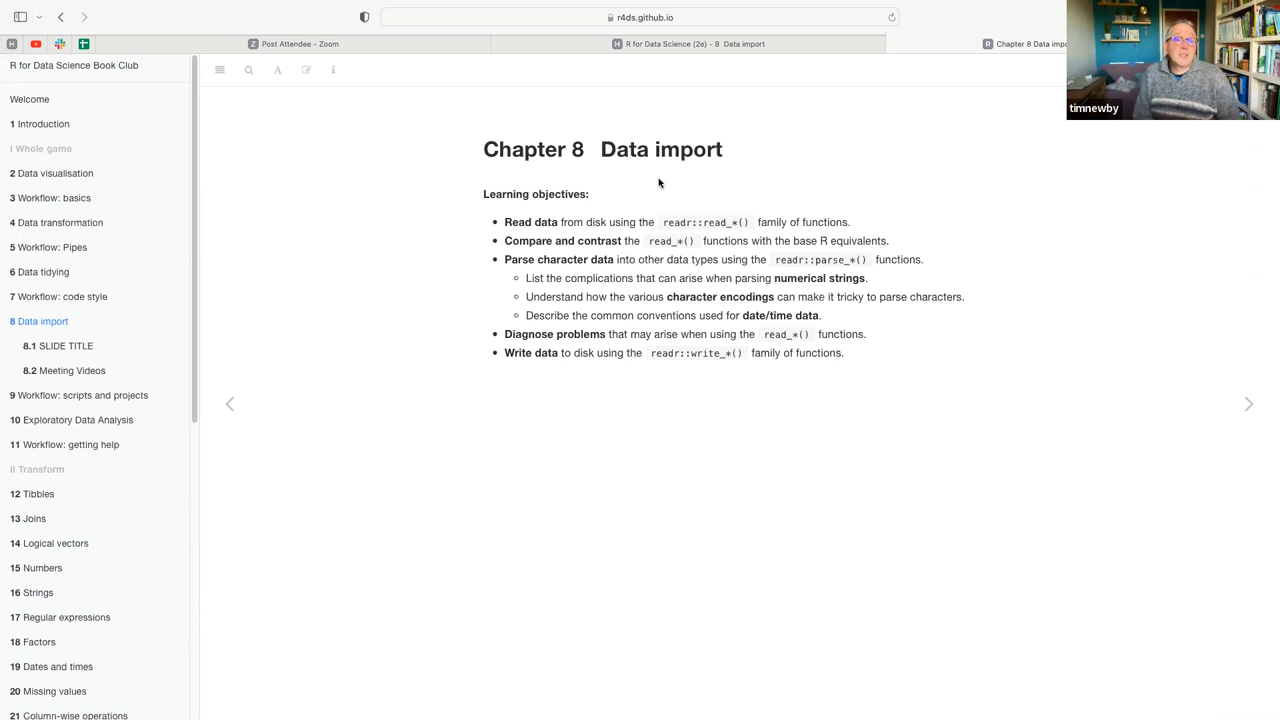 r4ds.github.io
Post Attendee - Zoom
R for Data Science (2e) - 8 Data import
Chapter 8 Data impo
timnewby
R for Data Science Book Club
Welcome
1 Introduction
I Whole game
2 Data visualisation
3 Workflow: basics
4 Data transformation
5 Workflow: Pipes
6 Data tidying
7 Workflow: code style
8 Data import
8.1 SLIDE TITLE
8.2 Meeting Videos
9 Workflow: scripts and projects
10 Exploratory Data Analysis
11 Workflow: getting help
II Transform
12 Tibbles
13 Joins
14 Logical vectors
15 Numbers
16 Strings
17 Regular expressions
18 Factors
19 Dates and times
20 Missing values
21 Column-wise operations
Chapter 8 Data import
Learning objectives:
• Read data from disk using the readr::read_*() family of functions.
• Compare and contrast the read_*() functions with the base R equivalents.
• Parse character data into other data types using the readr::parse_*() functions.
○ List the complications that can arise when parsing numerical strings.
○ Understand how the various character encodings can make it tricky to parse characters.
○ Describe the common conventions used for date/time data.
• Diagnose problems that may arise when using the read_*() functions.
• Write data to disk using the readr::write_*() family of functions.